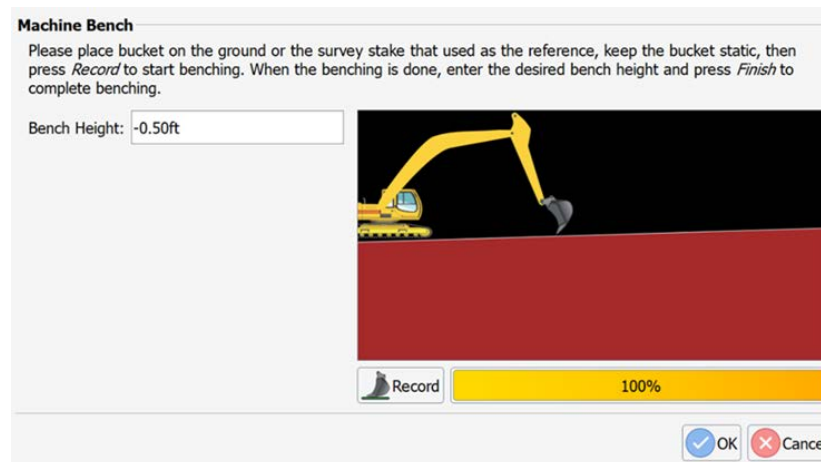 Machine Bench
Please place bucket on the ground or the survey stake that used as the reference, keep the bucket static, then
press Record to start benching. When the benching is done, enter the desired bench height and press Finish to
complete benching.
Bench Height: -0.50ft
Record 100%
OK Cance